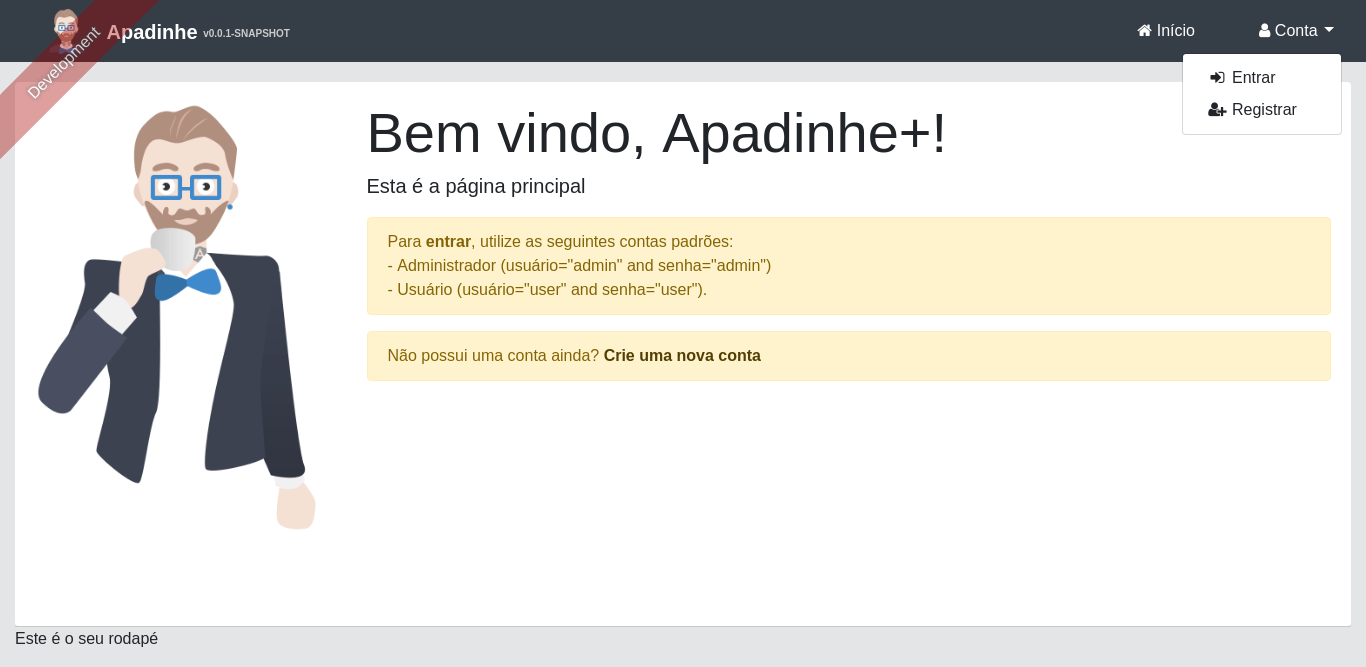 Development
Apadinhe v0.0.1-SNAPSHOT
Início
Conta
Entrar
Registrar
Bem vindo, Apadinhe+!
Esta é a página principal
Para entrar, utilize as seguintes contas padrões:
- Administrador (usuário="admin" and senha="admin")
- Usuário (usuário="user" and senha="user").
Não possui uma conta ainda? Crie uma nova conta
A
Este é o seu rodapé